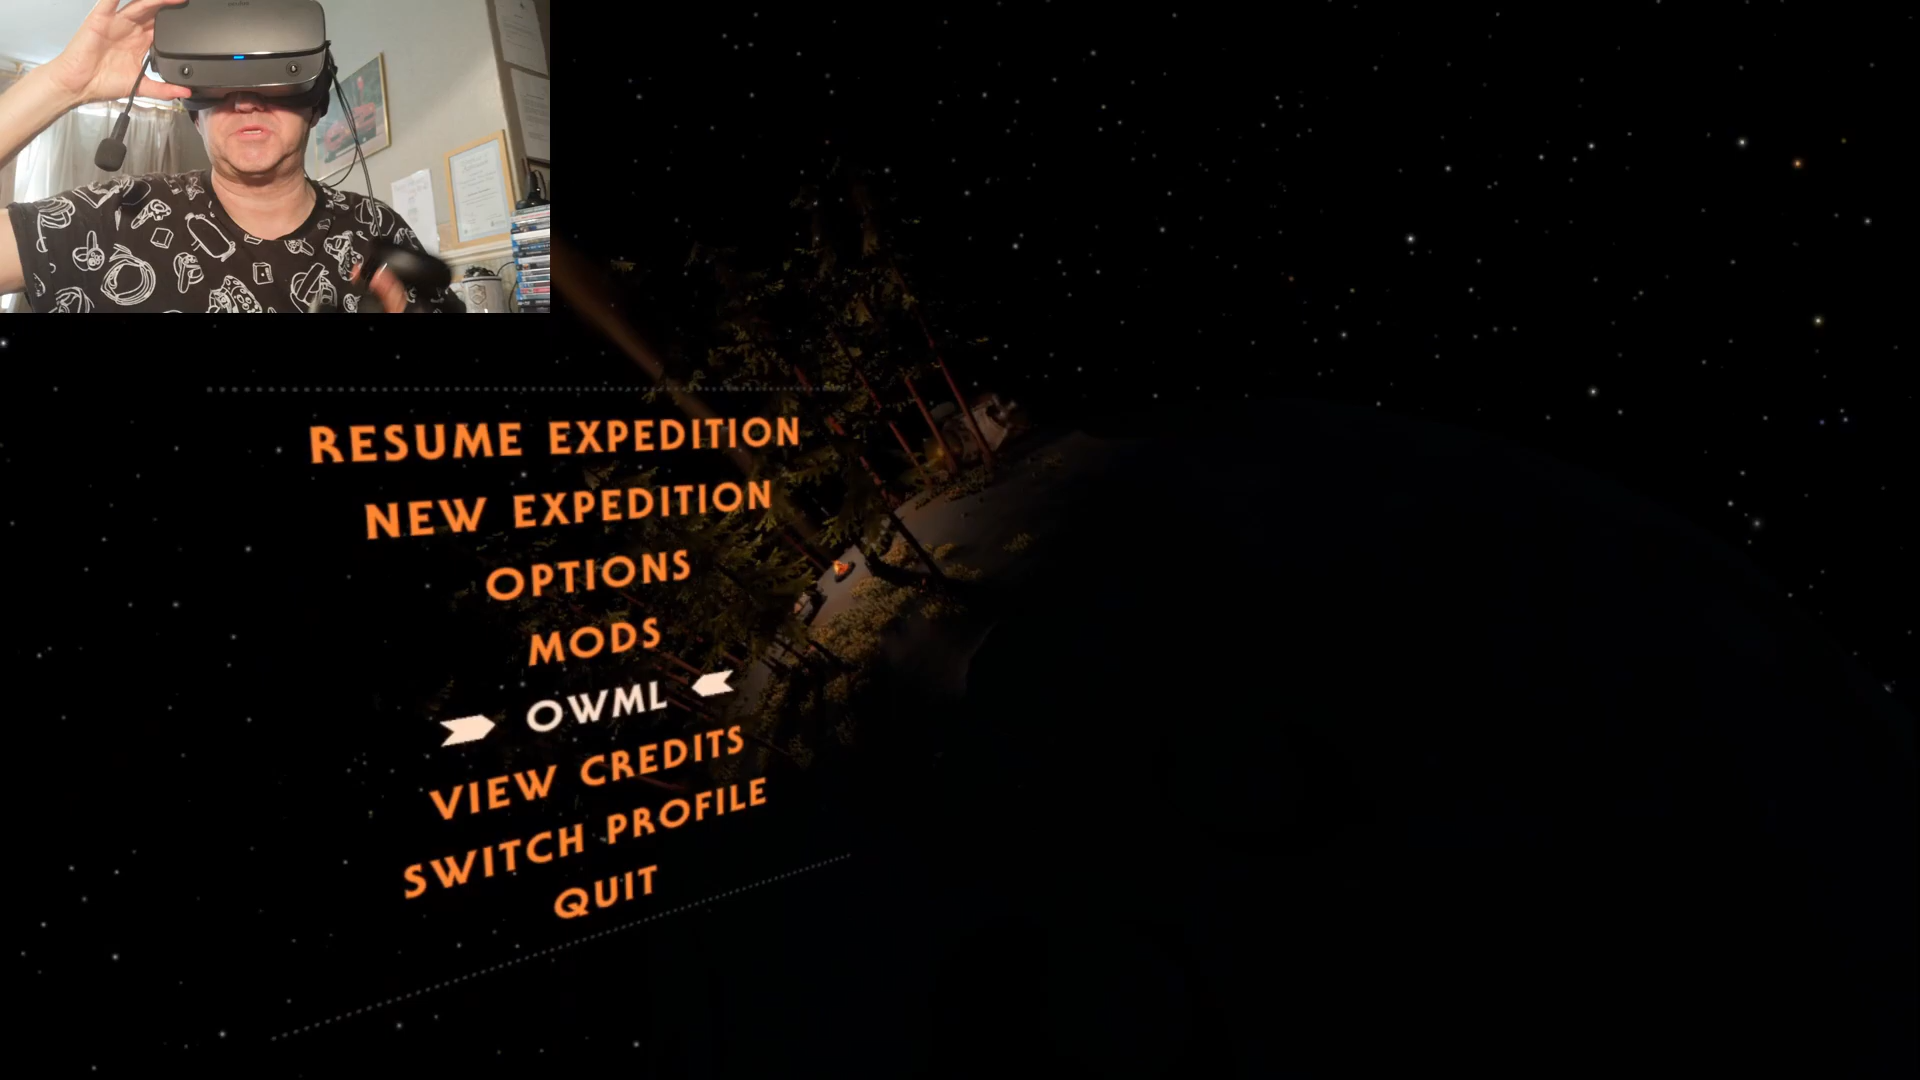 RESUME EXPEDITION
NEW EXPEDITION
OPTIONS
MODS
OWML
VIEW CREDITS
SWITCH PROFILE
QUIT